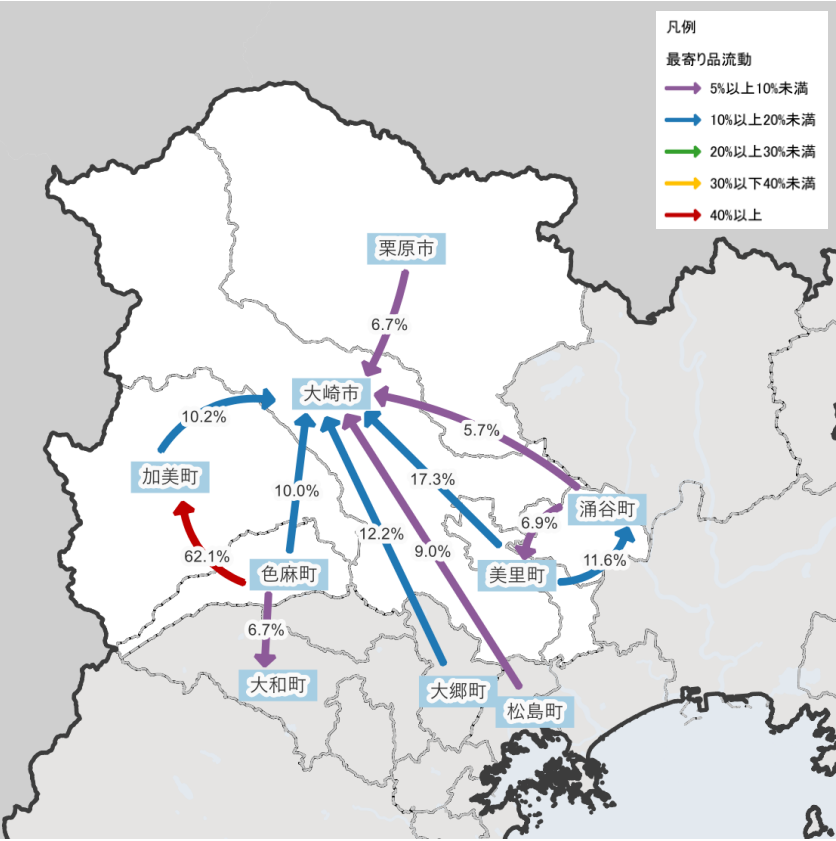 凡例
最寄り品流動
5%以上10%未満
10%以上20%未満
20%以上30%未満
30%以下40%未満
40%以上
栗原市
6.7%
大崎市
10.2%
5.7%
加美町
17.3%
10.0%
涌谷町
6.9%
12.2%
9.0%
62.1%
11.6%
色麻町
美里町
6.7%
大和町
大郷町
松島町